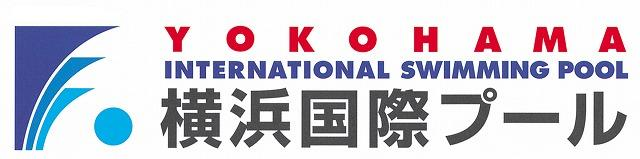 YOKOHAMA
INTERNATIONAL SWIMMING POOL
横浜国際プール